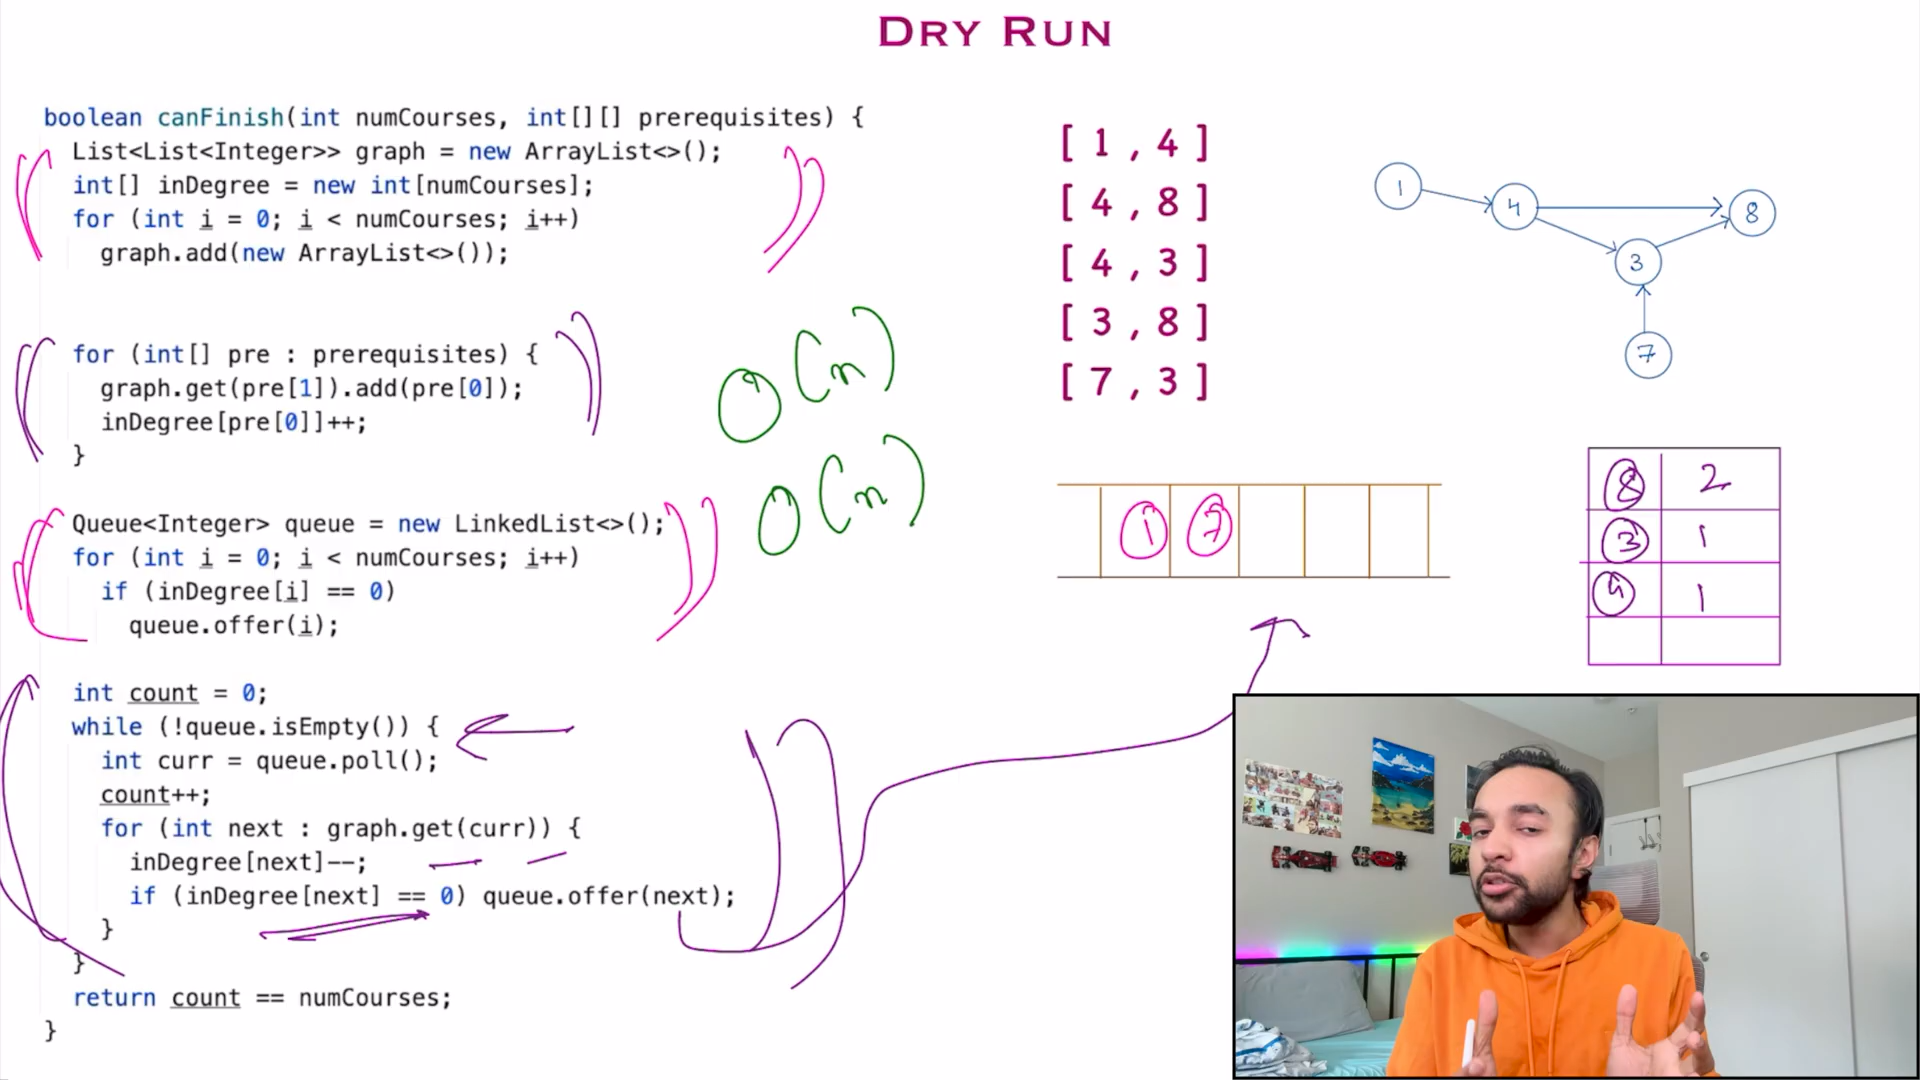 DRY RUN
boolean canFinish(int numCourses, int[][] prerequisites) {
List<List<Integer>> graph = new ArrayList<>();
int[] inDegree = new int[numCourses];
for (int i = 0; i < numCourses; i++)
graph.add(new ArrayList<>());
for (int[] pre : prerequisites) {
graph.get(pre[1]).add(pre[0]);
inDegree[pre[0]]++;
}
Queue<Integer> queue = new LinkedList<>();
for (int i = 0; i < numCourses; i++)
if (inDegree[i] == 0)
queue.offer(i);
int count = 0;
while (!queue.isEmpty()) {
int curr = queue.poll();
count++;
for (int next : graph.get(curr)) {
inDegree[next]--;
if (inDegree[next] == 0) queue.offer(next);
}
}
return count == numCourses;
}
O(n)
O(n)
[ 1 , 4 ]
[ 4 , 8 ]
[ 4 , 3 ]
[ 3 , 8 ]
[ 7 , 3 ]
1
4
8
3
7
1 7
8 2
3 1
4 1